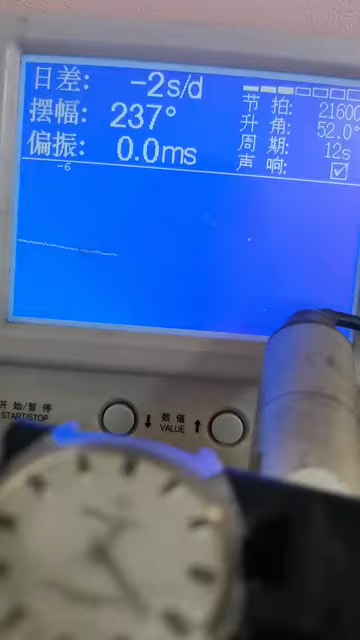 日差: -2s/d
摆幅: 237°
偏振: 0.0ms
节 拍: 21600
升 角: 52.0°
周 期: 12s
声 响: ☑
-6
开 始/暂 停
START/STOP
↓ 数 值 ↑
VALUE